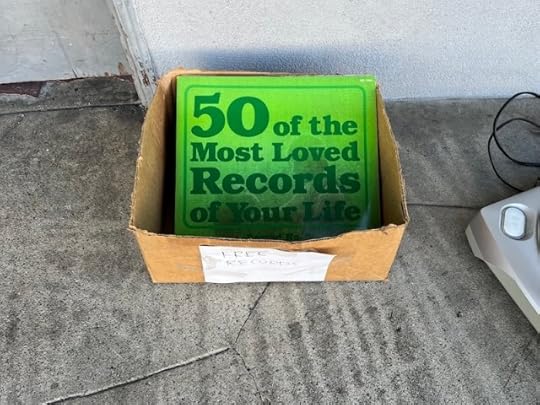 50 of the
Most Loved
Records
of Your Life
FREE
RECORDS